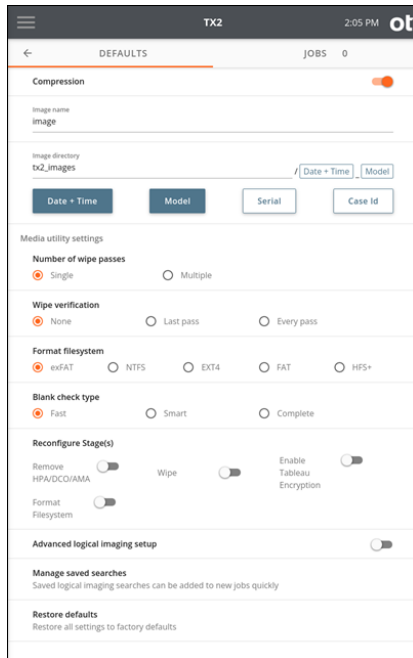 TX2 2:05 PM ot
DEFAULTS JOBS 0
Compression
Image name
image
Image directory
tx2_images / Date + Time _ Model
Date + Time Model Serial Case Id
Media utility settings
Number of wipe passes
Single Multiple
Wipe verification
None Last pass Every pass
Format filesystem
exFAT NTFS EXT4 FAT HFS+
Blank check type
Fast Smart Complete
Reconfigure Stage(s)
Remove HPA/DCO/AMA Wipe Enable Tableau Encryption
Format Filesystem
Advanced logical imaging setup
Manage saved searches
Saved logical imaging searches can be added to new jobs quickly
Restore defaults
Restore all settings to factory defaults